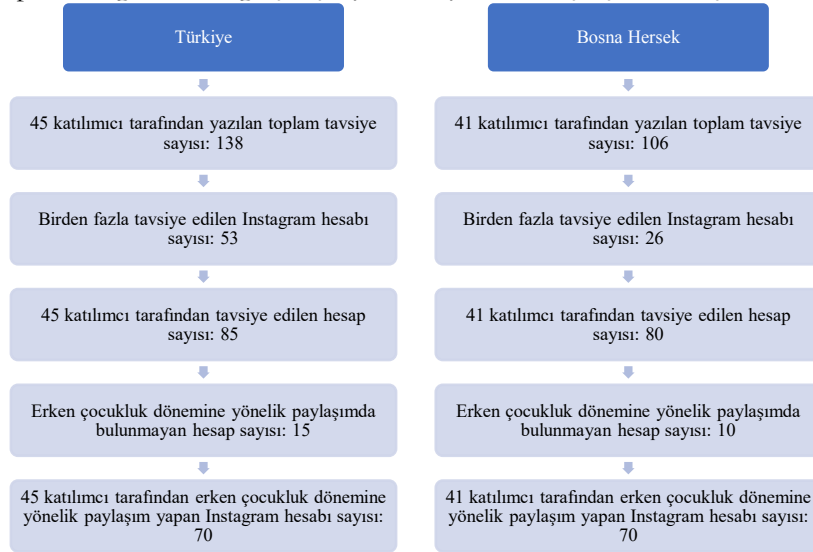 Türkiye
45 katılımıcı tarafından yazılan toplam tavsiye
sayısı: 138
Birden fazla tavsiye edilen Instagram hesabı
sayısı: 53
45 katılımcı tarafından tavsiye edilen hesap
sayısı: 85
Erken çocukluk dönemine yönelik paylaşımda
bulunmayan hesap sayısı: 15
45 katılımcı tarafından erken çocukluk dönemine
yönelik paylaşım yapan Instagram hesabı sayısı:
70
Bosna Hersek
41 katılımcı tarafından yazılan toplam tavsiye
sayısı: 106
Birden fazla tavsiye edilen Instagram hesabı
sayısı: 26
41 katılımcı tarafından tavsiye edilen hesap
sayısı: 80
Erken çocukluk dönemine yönelik paylaşımda
bulunmayan hesap sayısı: 10
41 katılımcı tarafından erken çocukluk dönemine
yönelik paylaşım yapan Instagram hesabı sayısı:
70